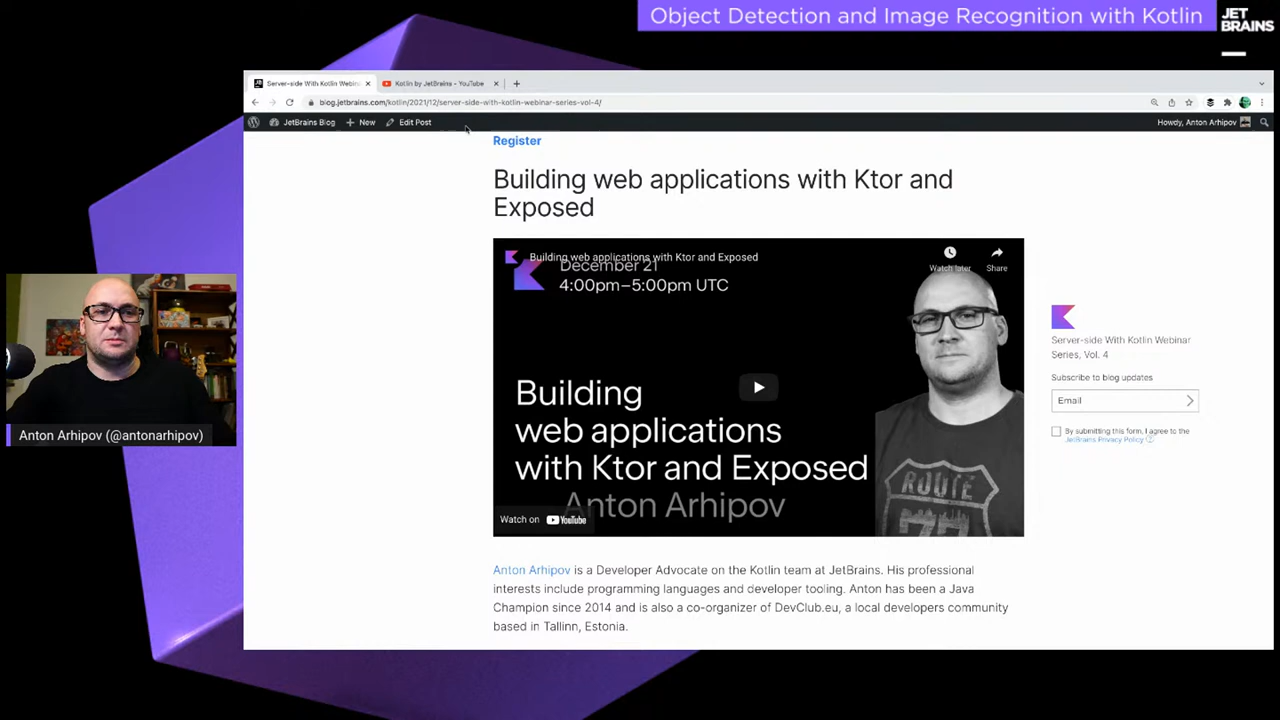 Object Detection and Image Recognition with Kotlin
JET
BRAINS
Server-side With Kotlin Webin
Kotlin by JetBrains - YouTube
blog.jetbrains.com/kotlin/2021/12/server-side-with-kotlin-webinar-series-vol-4/
JetBrains Blog
New
Edit Post
Howdy, Anton Arhipov
Register
Building web applications with Ktor and
Exposed
Building web applications with Ktor and Exposed
December 21
4:00pm–5:00pm UTC
Watch later
Share
Building
web applications
with Ktor and Exposed
Anton Arhipov
ROUTE
77
Watch on YouTube
Server-side With Kotlin Webinar
Series, Vol. 4
Subscribe to blog updates
Email
By submitting this form, I agree to the
JetBrains Privacy Policy
Anton Arhipov (@antonarhipov)
Anton Arhipov is a Developer Advocate on the Kotlin team at JetBrains. His professional
interests include programming languages and developer tooling. Anton has been a Java
Champion since 2014 and is also a co-organizer of DevClub.eu, a local developers community
based in Tallinn, Estonia.